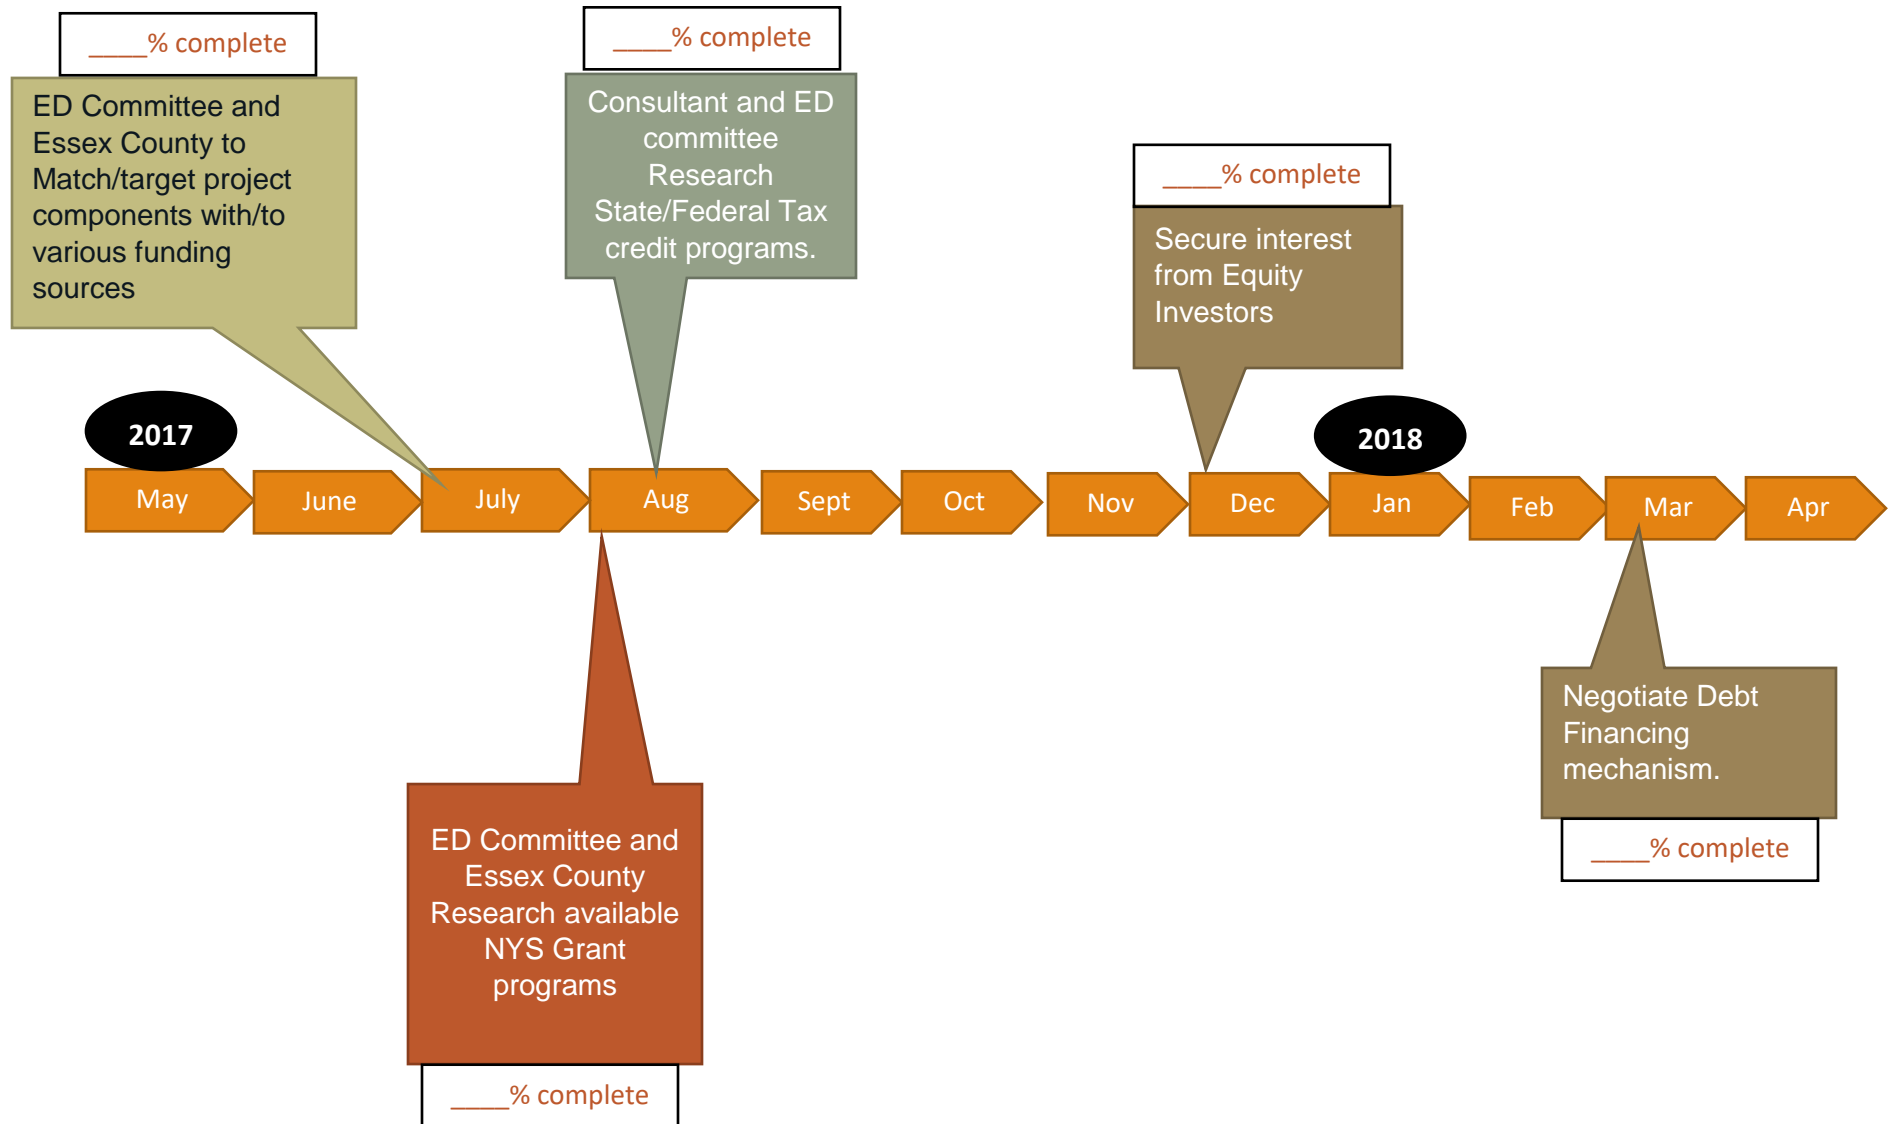 ____% complete
ED Committee and
Essex County to
Match/target project
components with/to
various funding
sources
____% complete
Consultant and ED
committee
Research
State/Federal Tax
credit programs.
____% complete
Secure interest
from Equity
Investors
2017
2018
May
June
July
Aug
Sept
Oct
Nov
Dec
Jan
Feb
Mar
Apr
ED Committee and
Essex County
Research available
NYS Grant
programs
____% complete
Negotiate Debt
Financing
mechanism.
____% complete